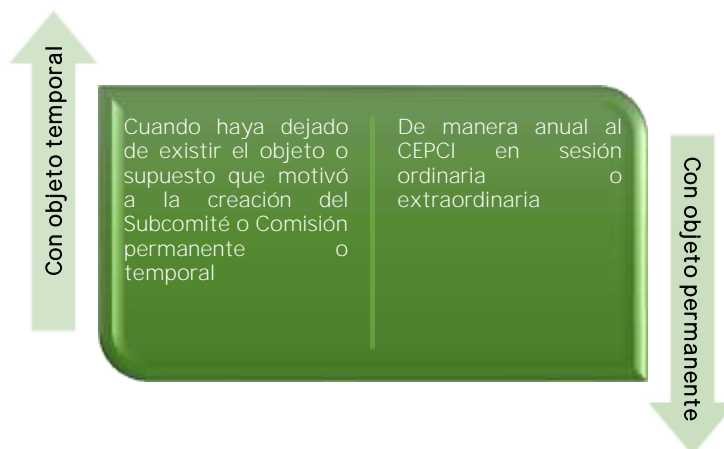 Con objeto temporal
Cuando haya dejado
de existir el objeto o
supuesto que motivó
a la creación del
Subcomité o Comisión
permanente o
temporal
De manera anual al
CEPCI en sesión
ordinaria o
extraordinaria
Con objeto permanente